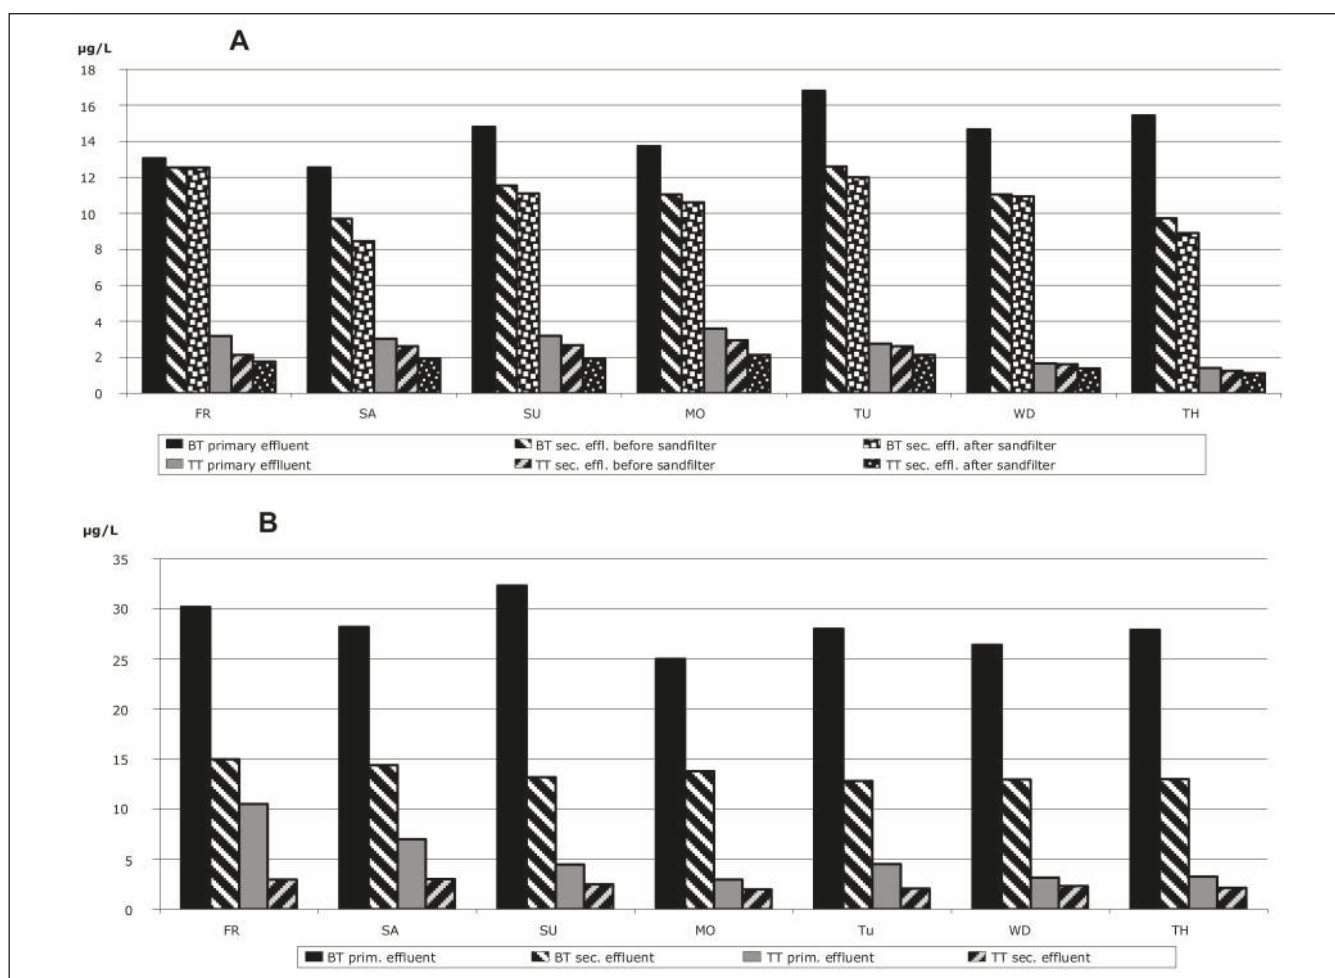 A
µg/L
18
16
14
12
10
8
6
4
2
0
FR SA SU MO TU WD TH
BT primary effluent BT sec. effl. before sandfilter BT sec. effl. after sandfilter
TT primary efflluent TT sec. effl. before sandfilter TT sec. effl. after sandfilter
B
µg/L
35
30
25
20
15
10
5
0
FR SA SU MO Tu WD TH
BT prim. effluent BT sec. effluent TT prim. effluent TT sec. effluent